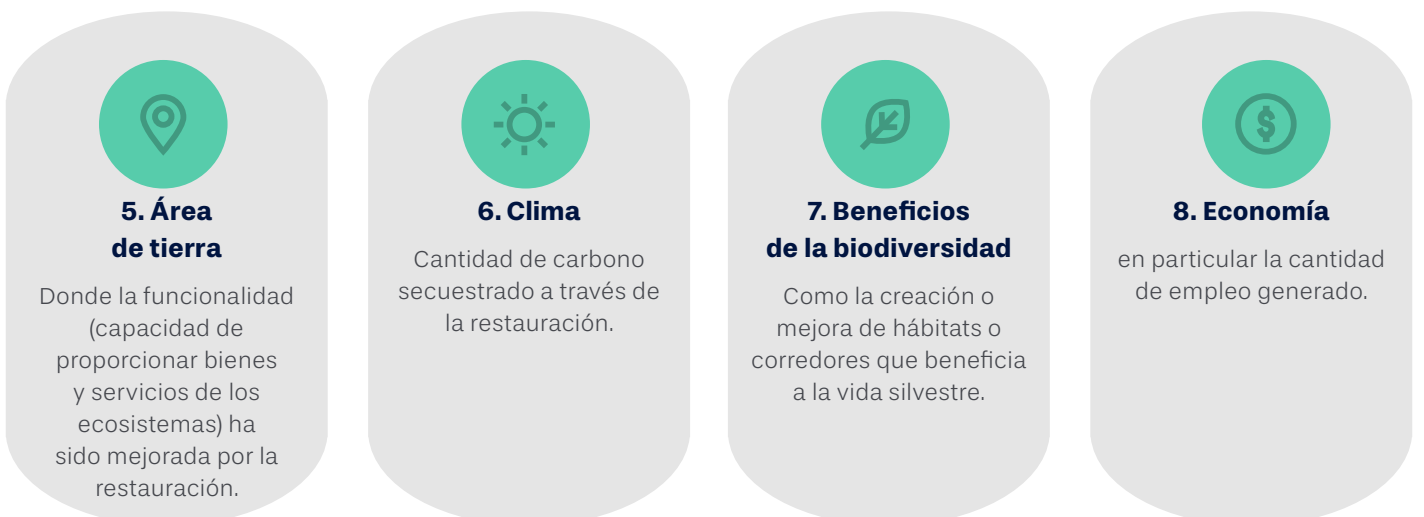 5. Área
de tierra
Donde la funcionalidad
(capacidad de
proporcionar bienes
y servicios de los
ecosistemas) ha
sido mejorada por la
restauración.
6. Clima
Cantidad de carbono
secuestrado a través de
la restauración.
7. Beneficios
de la biodiversidad
Como la creación o
mejora de hábitats o
corredores que beneficia
a la vida silvestre.
$
8. Economía
en particular la cantidad
de empleo generado.